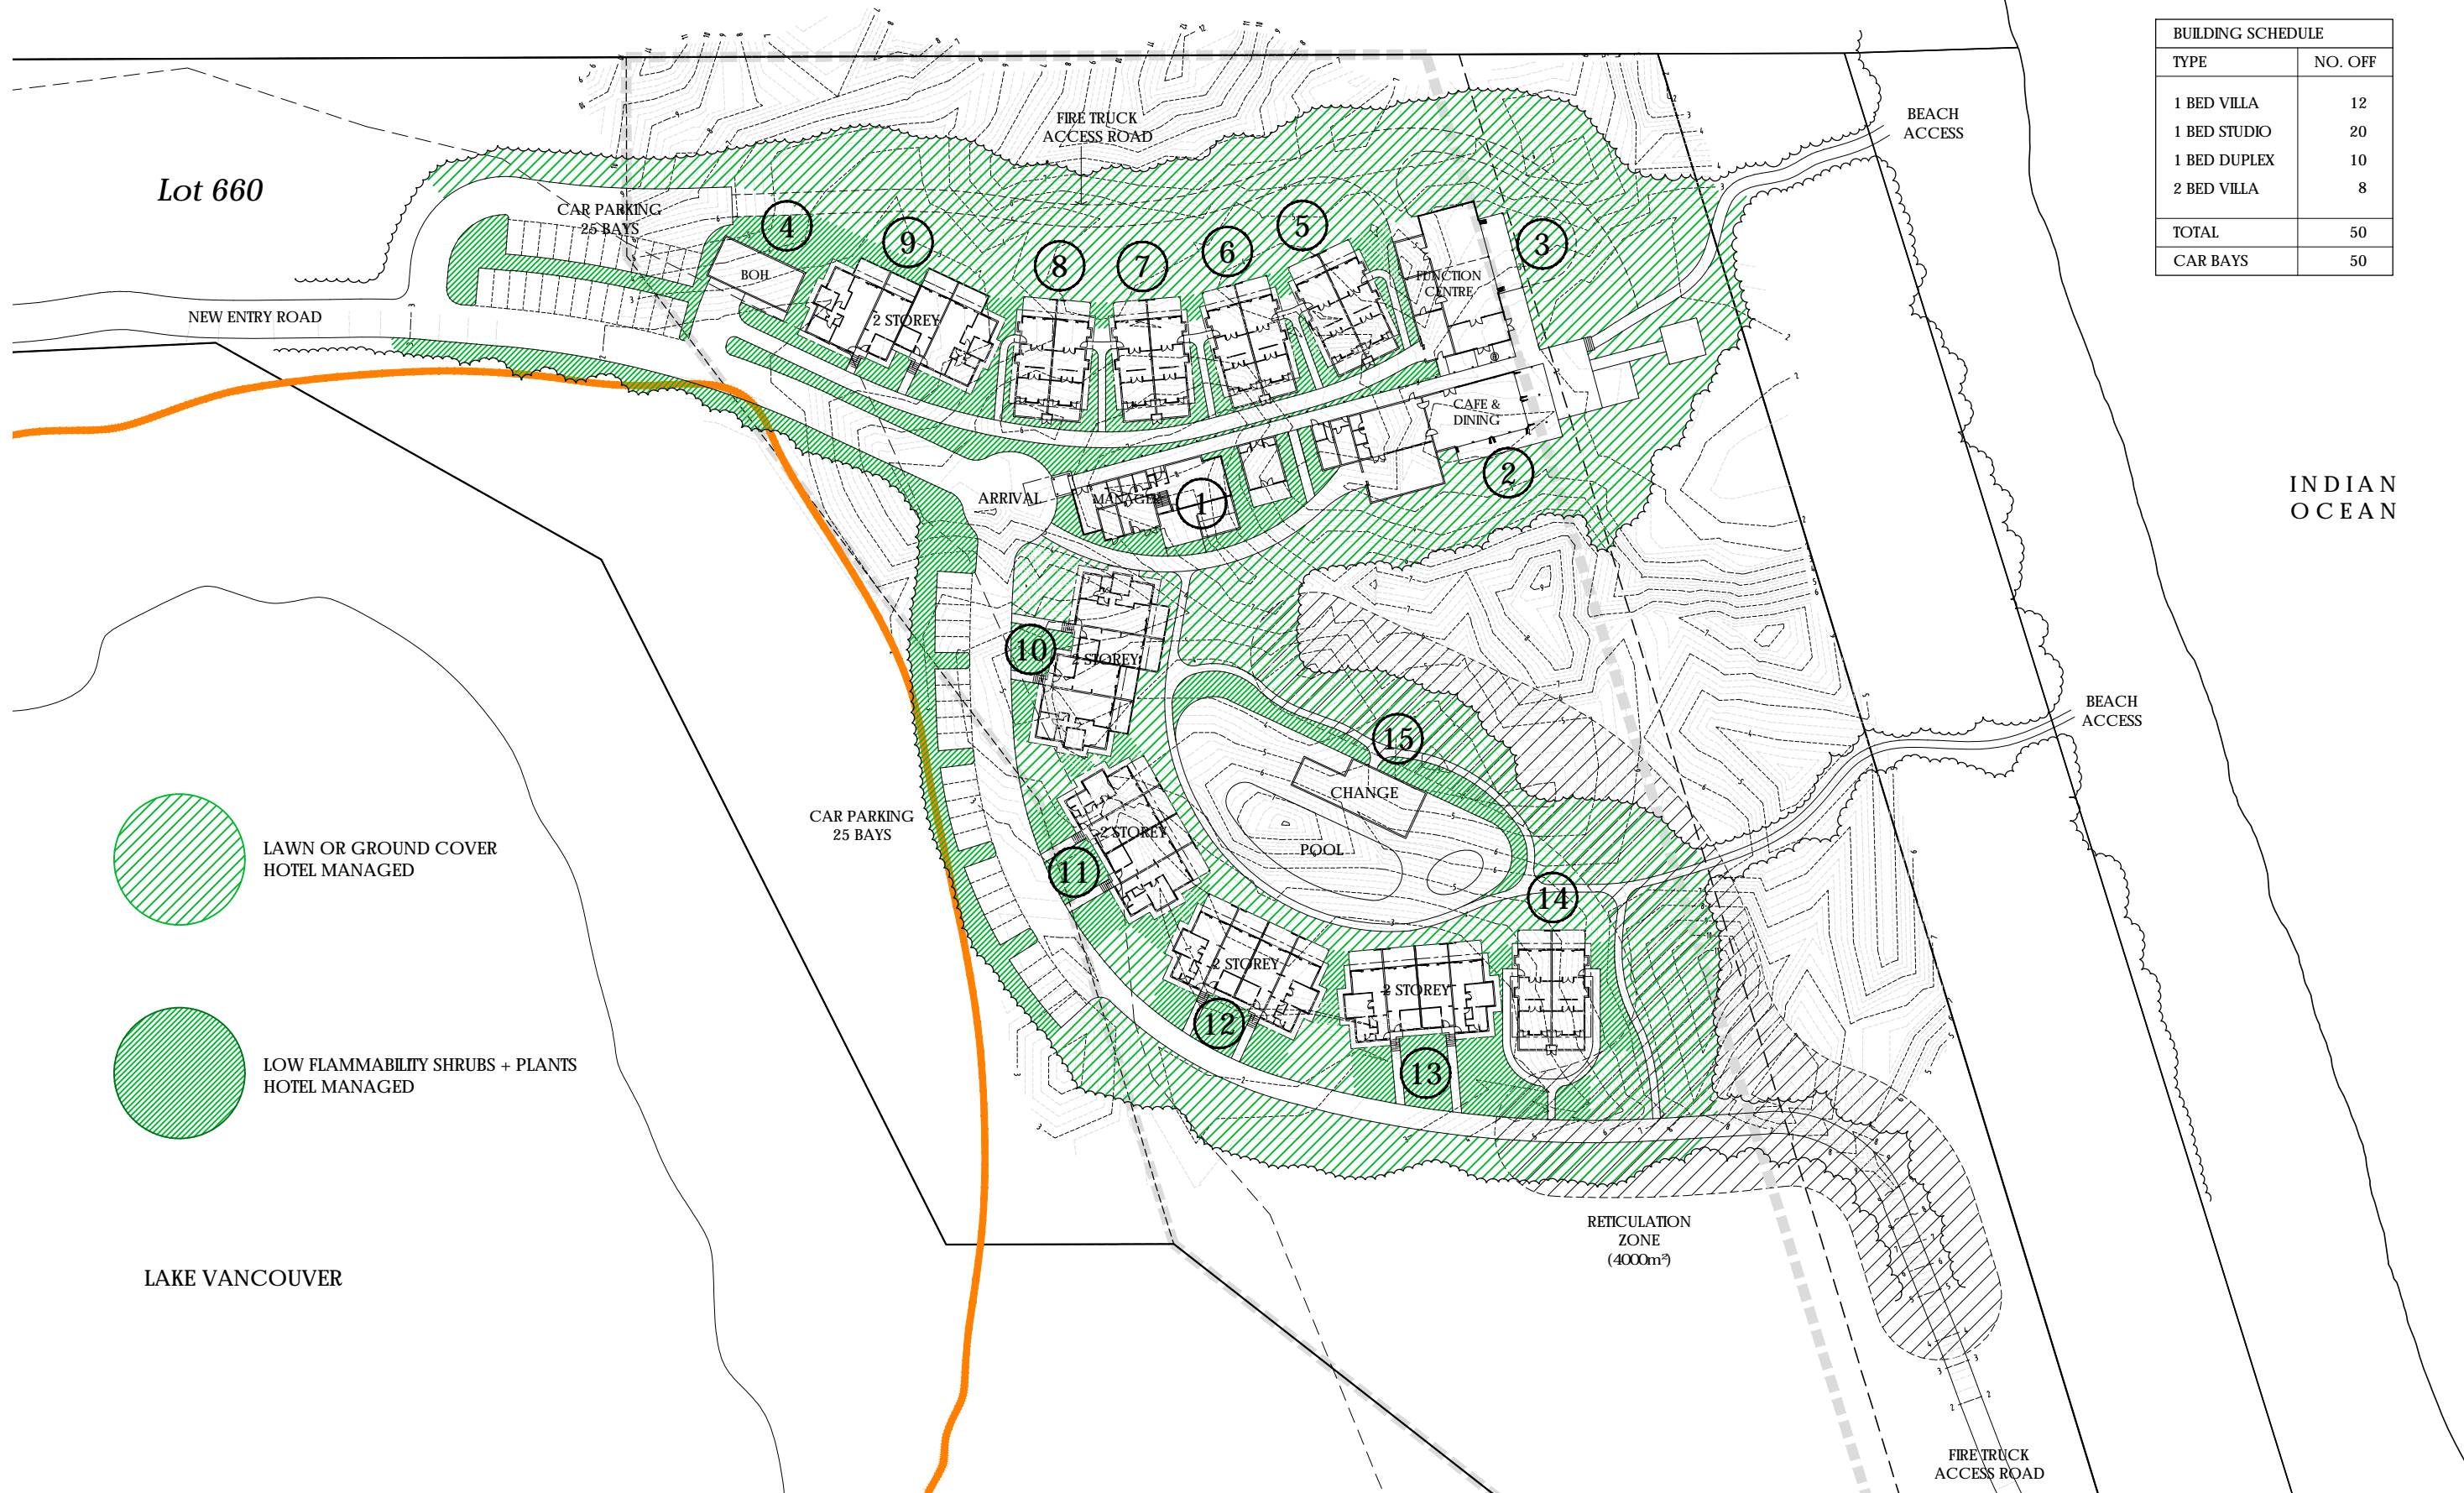 BUILDING SCHEDULE
TYPE NO. OFF
1 BED VILLA 12
1 BED STUDIO 20
1 BED DUPLEX 10
2 BED VILLA 8
TOTAL 50
CAR BAYS 50
BEACH
ACCESS
FIRE TRUCK
ACCESS ROAD
Lot 660
CAR PARKING
25 BAYS
4
9
8
7
6
5
3
BOH
FUNCTION
CENTRE
NEW ENTRY ROAD
2 STOREY
CAFE &
DINING
2
INDIAN
OCEAN
ARRIVAL
MANAGER
1
10
2 STOREY
BEACH
ACCESS
15
CHANGE
CAR PARKING
25 BAYS
2 STOREY
POOL
11
LAWN OR GROUND COVER
HOTEL MANAGED
14
2 STOREY
2 STOREY
12
13
LOW FLAMMABILITY SHRUBS + PLANTS
HOTEL MANAGED
RETICULATION
ZONE
(4000m²)
LAKE VANCOUVER
FIRE TRUCK
ACCESS ROAD